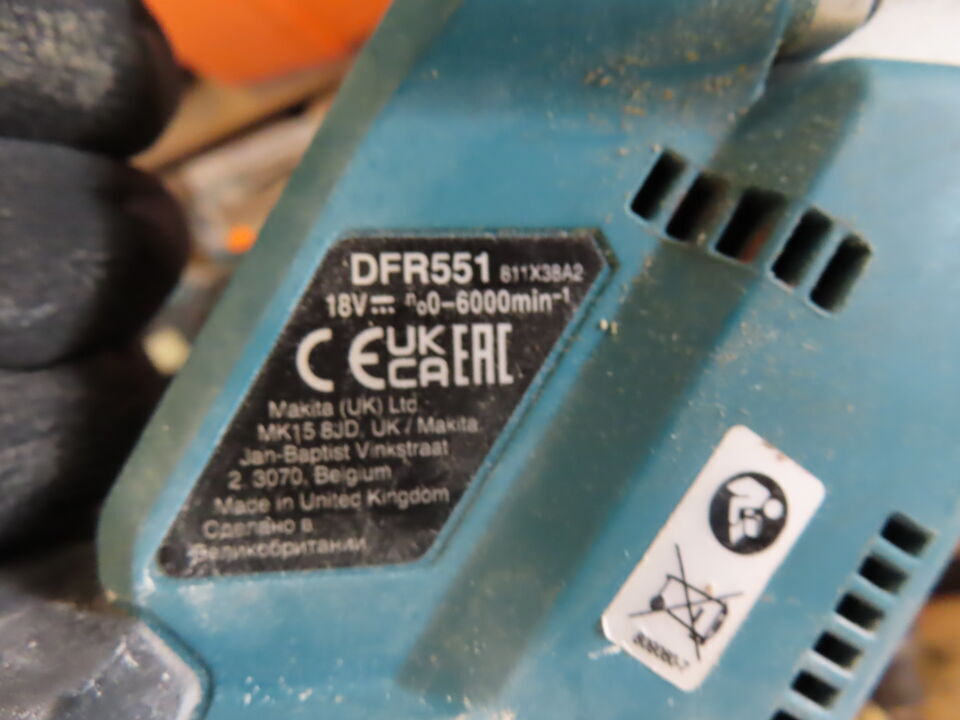 DFR551 811X38A2
18V⎓ n₀0-6000min⁻¹
CE UK CA EAC
Makita (UK) Ltd.
MK15 8JD, UK / Makita
Jan-Baptist Vinkstraat
2, 3070, Belgium
Made in United Kingdom
Сделано в
Великобритании